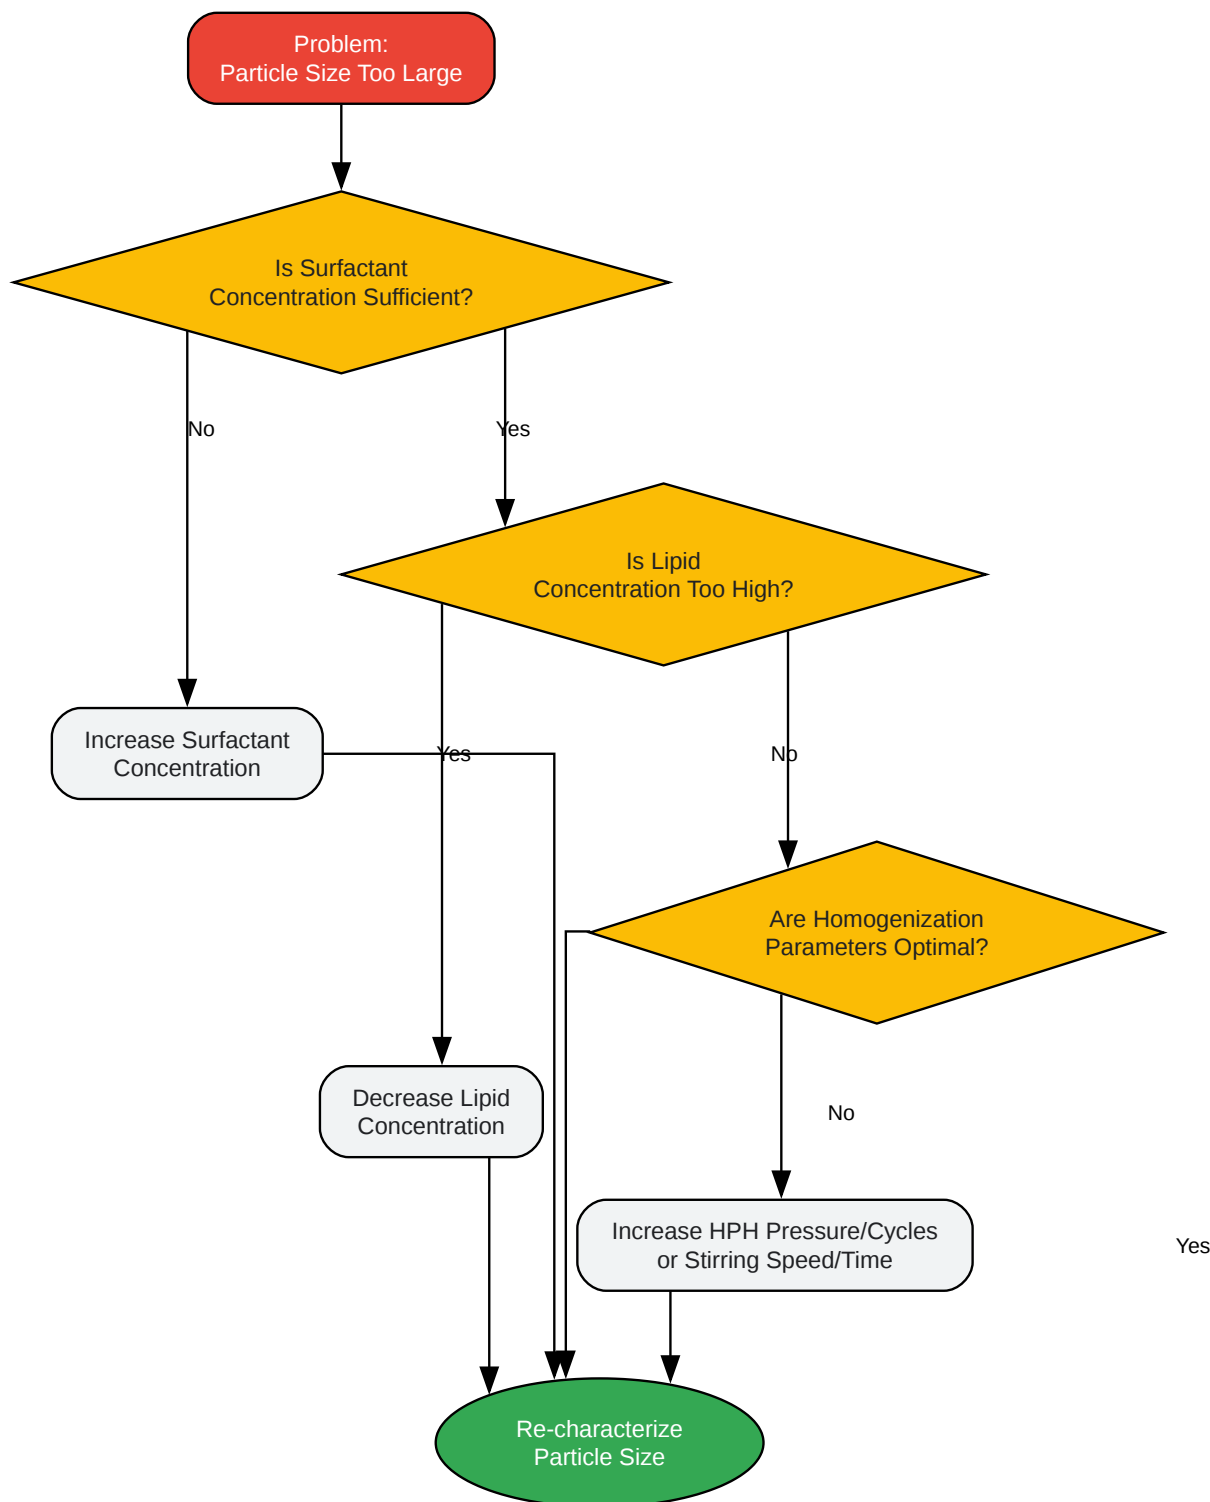 Problem:
Particle Size Too Large
Is Surfactant
Concentration Sufficient?
No
Yes
Is Lipid
Concentration Too High?
Increase Surfactant
Concentration
Yes
No
Are Homogenization
Parameters Optimal?
Decrease Lipid
Concentration
No
Increase HPH Pressure/Cycles
or Stirring Speed/Time
Yes
Re-characterize
Particle Size